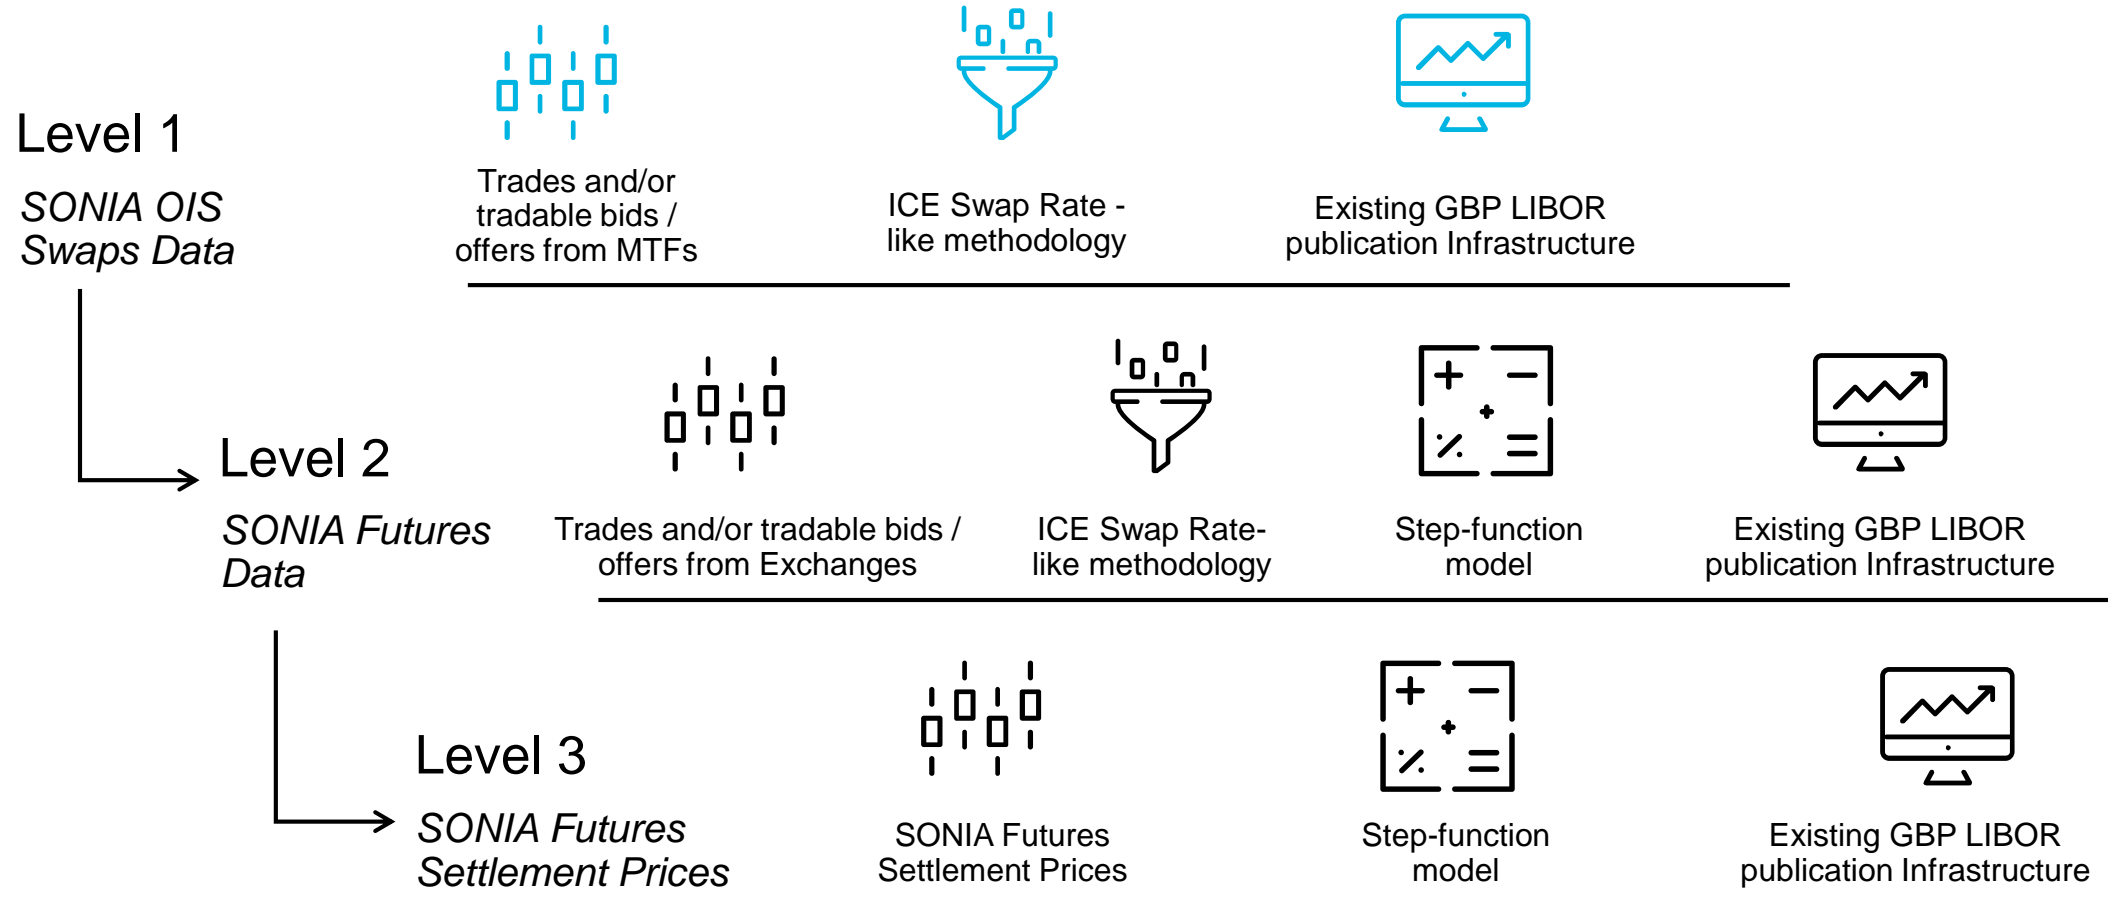 Level 1
SONIA OIS
Swaps Data
Trades and/or
tradable bids /
offers from MTFs
ICE Swap Rate -
like methodology
Existing GBP LIBOR
publication Infrastructure
Level 2
SONIA Futures
Data
Trades and/or tradable bids /
offers from Exchanges
ICE Swap Rate-
like methodology
Step-function
model
Existing GBP LIBOR
publication Infrastructure
Level 3
SONIA Futures
Settlement Prices
SONIA Futures
Settlement Prices
Step-function
model
Existing GBP LIBOR
publication Infrastructure